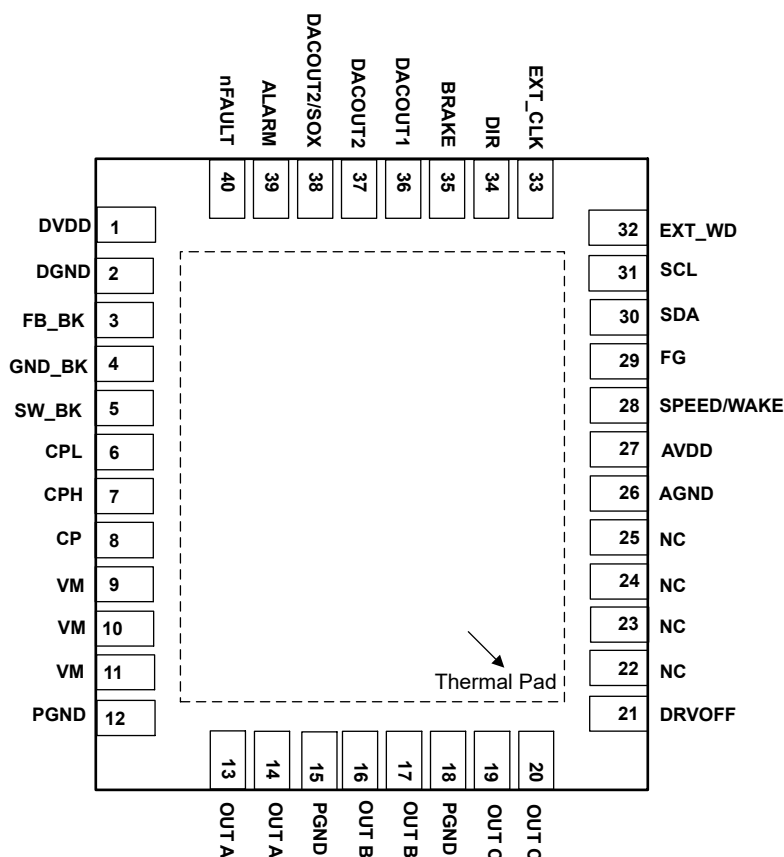 nFAULT
ALARM
DACOUT2/SOX
DACOUT2
DACOUT1
BRAKE
DIR
EXT_CLK
40
39
38
37
36
35
34
33
DVDD 1
DGND 2
FB_BK 3
GND_BK 4
SW_BK 5
CPL 6
CPH 7
CP 8
VM 9
VM 10
VM 11
PGND 12
32 EXT_WD
31 SCL
30 SDA
29 FG
28 SPEED/WAKE
27 AVDD
26 AGND
25 NC
24 NC
23 NC
22 NC
21 DRVOFF
Thermal Pad
13
14
15
16
17
18
19
20
OUT A
OUT A
PGND
OUT B
OUT B
PGND
OUT C
OUT C